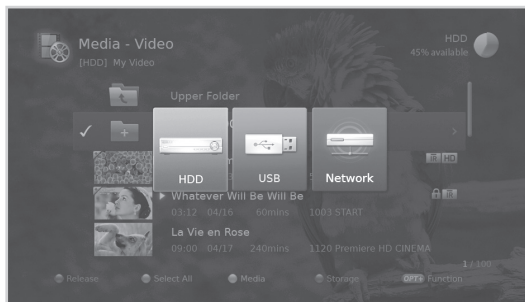 Media - Video
[HDD] My Video
HDD
45% available
Upper Folder
HDD
USB
Network
HD
Whatever Will Be Will Be
03:12 04/16 60mins 1003 START
La Vie en Rose
09:00 04/17 240mins 1120 Premiere HD CINEMA
1 / 100
Release
Select All
Media
Storage
OPT+ Function